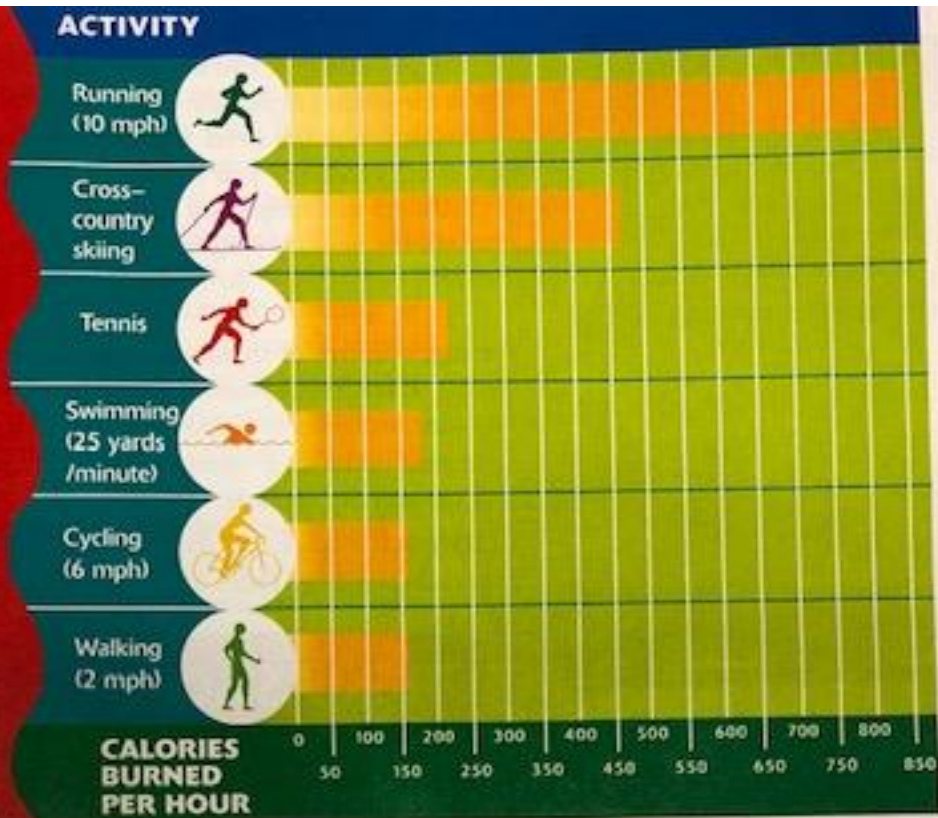 ACTIVITY
Running
(10 mph)
Cross–
country
skiing
Tennis
Swimming
(25 yards
/minute)
Cycling
(6 mph)
Walking
(2 mph)
CALORIES
BURNED
PER HOUR
0 100 200 300 400 500 600 700 800
50 150 250 350 450 550 650 750 850